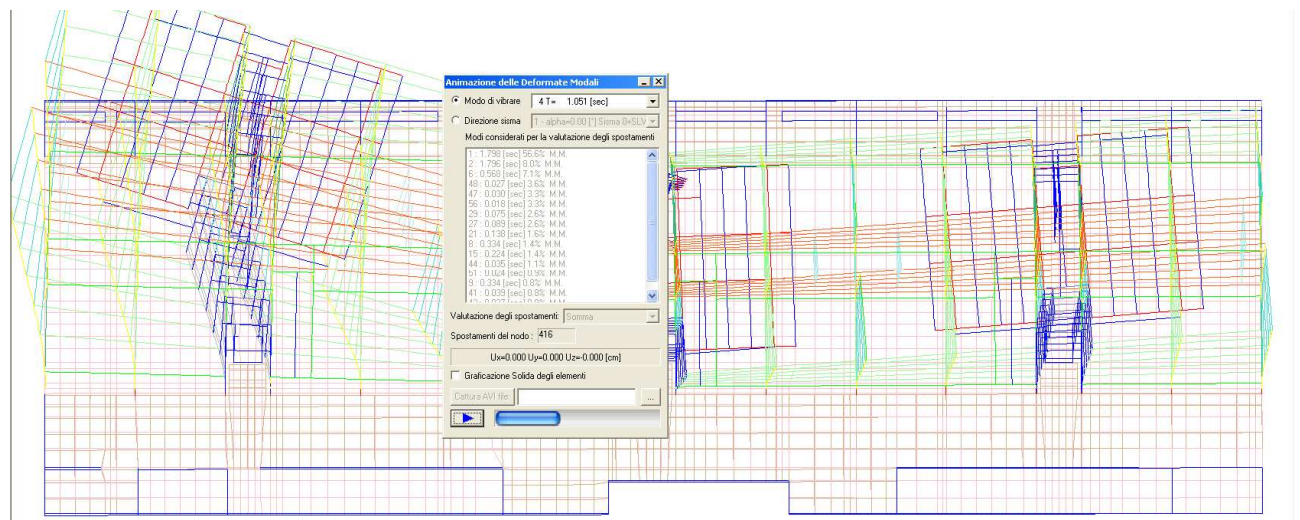 Animazione delle Deformate Modali
Modo di vibrare 4 T= 1.051 [sec]
Direzione sisma 1 - alpha=0.00 [°] Sisma 0+SLV
Modi considerati per la valutazione degli spostamenti
1 : 1.798 [sec] 56.6% M.M.
2 : 1.796 [sec] 8.0% M.M.
6 : 0.568 [sec] 7.1% M.M.
48 : 0.027 [sec] 3.6% M.M.
47 : 0.030 [sec] 3.3% M.M.
56 : 0.018 [sec] 3.3% M.M.
29 : 0.075 [sec] 2.6% M.M.
27 : 0.089 [sec] 2.6% M.M.
21 : 0.138 [sec] 1.6% M.M.
8 : 0.334 [sec] 1.4% M.M.
15 : 0.224 [sec] 1.4% M.M.
44 : 0.035 [sec] 1.1% M.M.
51 : 0.024 [sec] 0.9% M.M.
9 : 0.334 [sec] 0.8% M.M.
41 : 0.039 [sec] 0.8% M.M.
Valutazione degli spostamenti: Somma
Spostamenti del nodo : 416
Ux=0.000 Uy=0.000 Uz=-0.000 [cm]
Graficazione Solida degli elementi
Cattura AVI file ...